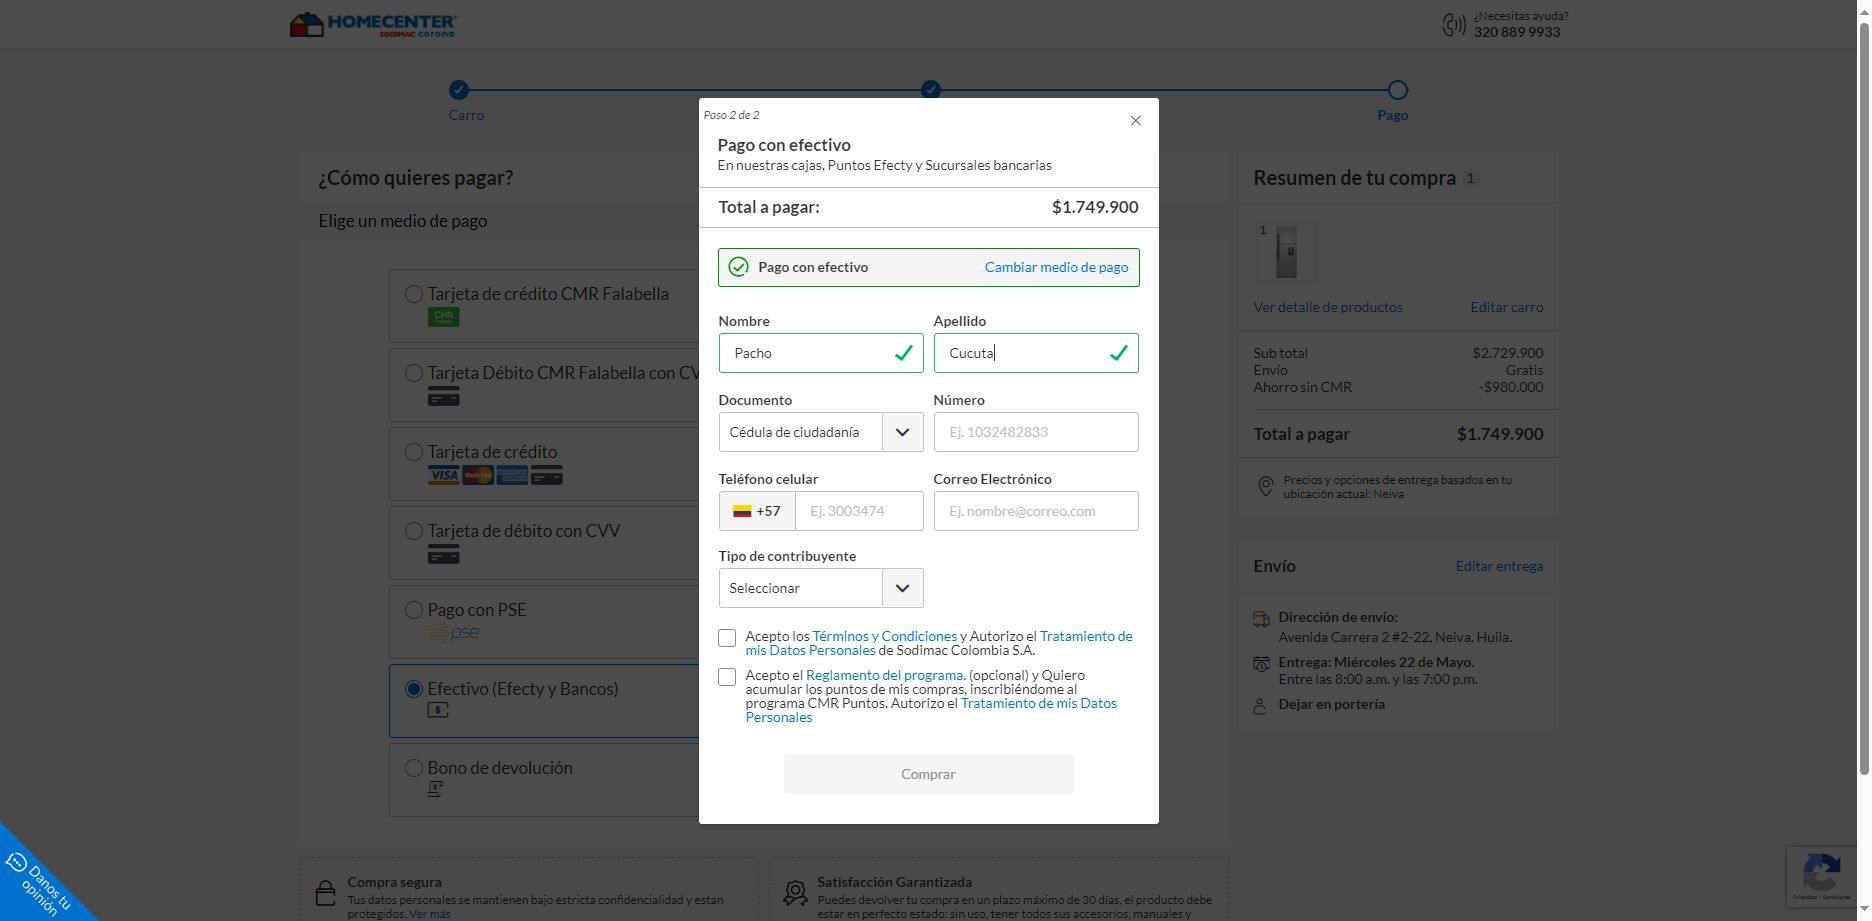 HOMECENTER
SODIMAC corona
¿Necesitas ayuda?
320 889 9933
Carro
Pago
¿Cómo quieres pagar?
Elige un medio de pago
Tarjeta de crédito CMR Falabella
CMR
Tarjeta Débito CMR Falabella con CV
Tarjeta de crédito
VISA
MasterCard
AMERICAN EXPRESS
Tarjeta de débito con CVV
Pago con PSE
pse
Efectivo (Efecty y Bancos)
Bono de devolución
Paso 2 de 2
Pago con efectivo
En nuestras cajas, Puntos Efecty y Sucursales bancarias
Total a pagar: $1.749.900
Pago con efectivo Cambiar medio de pago
Nombre Apellido
Pacho Cucuta
Documento Número
Cédula de ciudadanía Ej. 1032482833
Teléfono celular Correo Electrónico
+57 Ej. 3003474 Ej. nombre@correo.com
Tipo de contribuyente
Seleccionar
Acepto los Términos y Condiciones y Autorizo el Tratamiento de
mis Datos Personales de Sodimac Colombia S.A.
Acepto el Reglamento del programa. (opcional) y Quiero
acumular los puntos de mis compras, inscribiéndome al
programa CMR Puntos. Autorizo el Tratamiento de mis Datos
Personales
Comprar
Resumen de tu compra 1
1
Ver detalle de productos Editar carro
Sub total $2.729.900
Envío Gratis
Ahorro sin CMR -$980.000
Total a pagar $1.749.900
Precios y opciones de entrega basados en tu
ubicación actual: Neiva
Envío Editar entrega
Dirección de envío:
Avenida Carrera 2 #2-22, Neiva, Huila.
Entrega: Miércoles 22 de Mayo.
Entre las 8:00 a.m. y las 7:00 p.m.
Dejar en portería
Compra segura
Tus datos personales se mantienen bajo estricta confidencialidad y estan
protegidos. Ver más
Satisfacción Garantizada
Puedes devolver tu compra en un plazo máximo de 30 días, el producto debe
estar en perfecto estado: sin uso, tener todos sus accesorios, manuales y
Danos tu
opinión
Privacidad - Condiciones